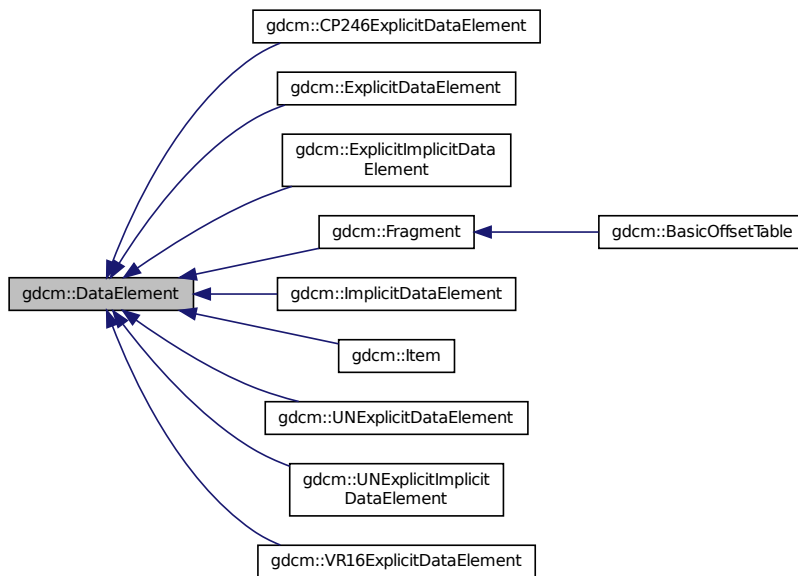 gdcm::CP246ExplicitDataElement
gdcm::ExplicitDataElement
gdcm::ExplicitImplicitData
Element
gdcm::Fragment
gdcm::BasicOffsetTable
gdcm::DataElement
gdcm::ImplicitDataElement
gdcm::Item
gdcm::UNExplicitDataElement
gdcm::UNExplicitImplicit
DataElement
gdcm::VR16ExplicitDataElement